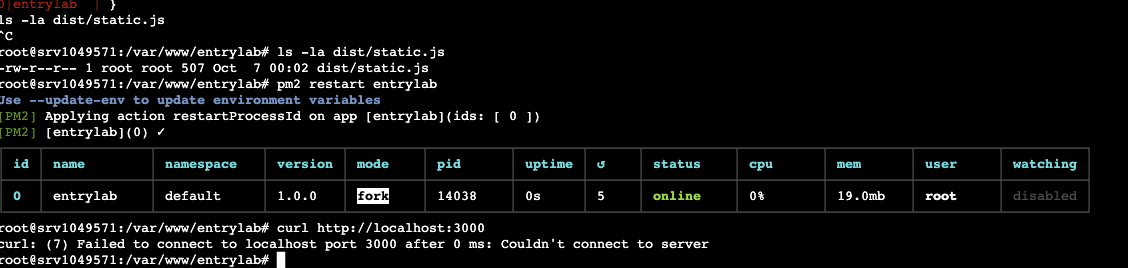 0|entrylab  | }
ls -la dist/static.js
^C
root@srv1049571:/var/www/entrylab# ls -la dist/static.js
-rw-r--r-- 1 root root 507 Oct  7 00:02 dist/static.js
root@srv1049571:/var/www/entrylab# pm2 restart entrylab
Use --update-env to update environment variables
[PM2] Applying action restartProcessId on app [entrylab](ids: [ 0 ])
[PM2] [entrylab](0) ✓
id name namespace version mode pid uptime ↺ status cpu mem user watching
0 entrylab default 1.0.0 fork 14038 0s 5 online 0% 19.0mb root disabled
root@srv1049571:/var/www/entrylab# curl http://localhost:3000
curl: (7) Failed to connect to localhost port 3000 after 0 ms: Couldn't connect to server
root@srv1049571:/var/www/entrylab#